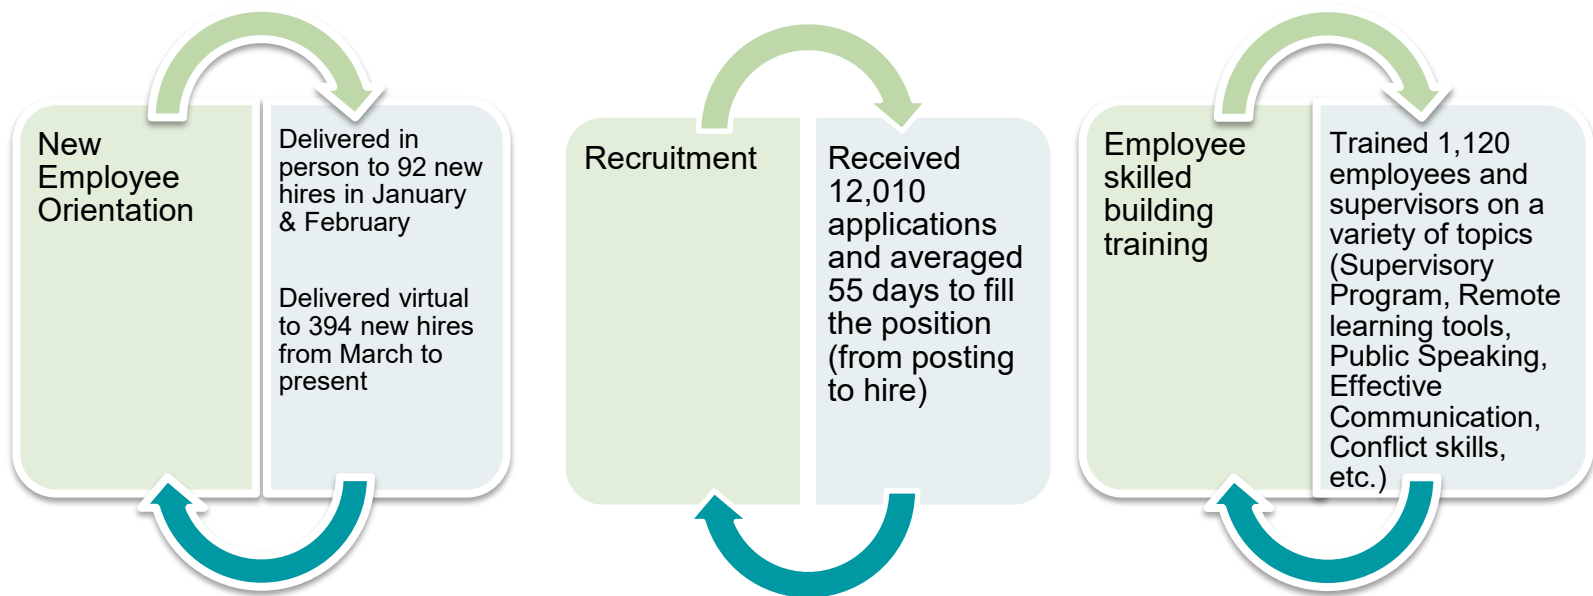 New
Employee
Orientation
Delivered in
person to 92 new
hires in January
& February
Delivered virtual
to 394 new hires
from March to
present
Recruitment
Received
12,010
applications
and averaged
55 days to fill
the position
(from posting
to hire)
Employee
skilled
building
training
Trained 1,120
employees and
supervisors on a
variety of topics
(Supervisory
Program, Remote
learning tools,
Public Speaking,
Effective
Communication,
Conflict skills,
etc.)